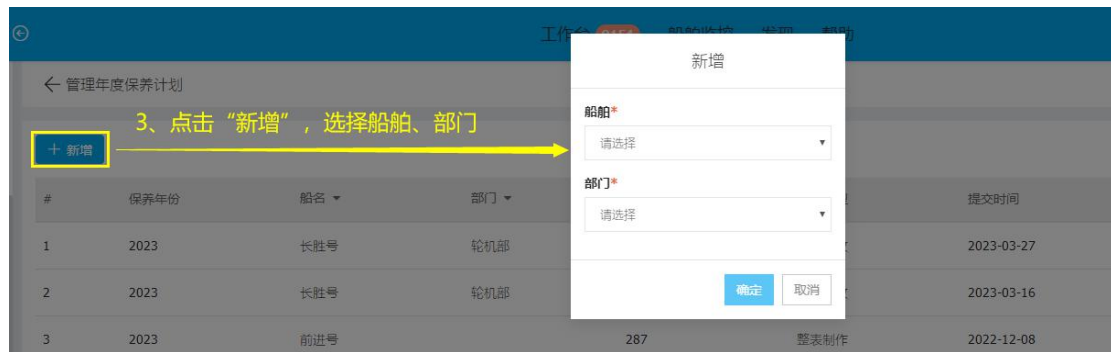 工作台
船舶监控 发现 帮助
管理年度保养计划
3、点击“新增”，选择船舶、部门
+ 新增
新增
船舶*
请选择
部门*
请选择
确定 取消
# 保养年份 船名 部门 提交时间
1 2023 长胜号 轮机部 2023-03-27
2 2023 长胜号 轮机部 2023-03-16
3 2023 前进号 287 整表制作 2022-12-08